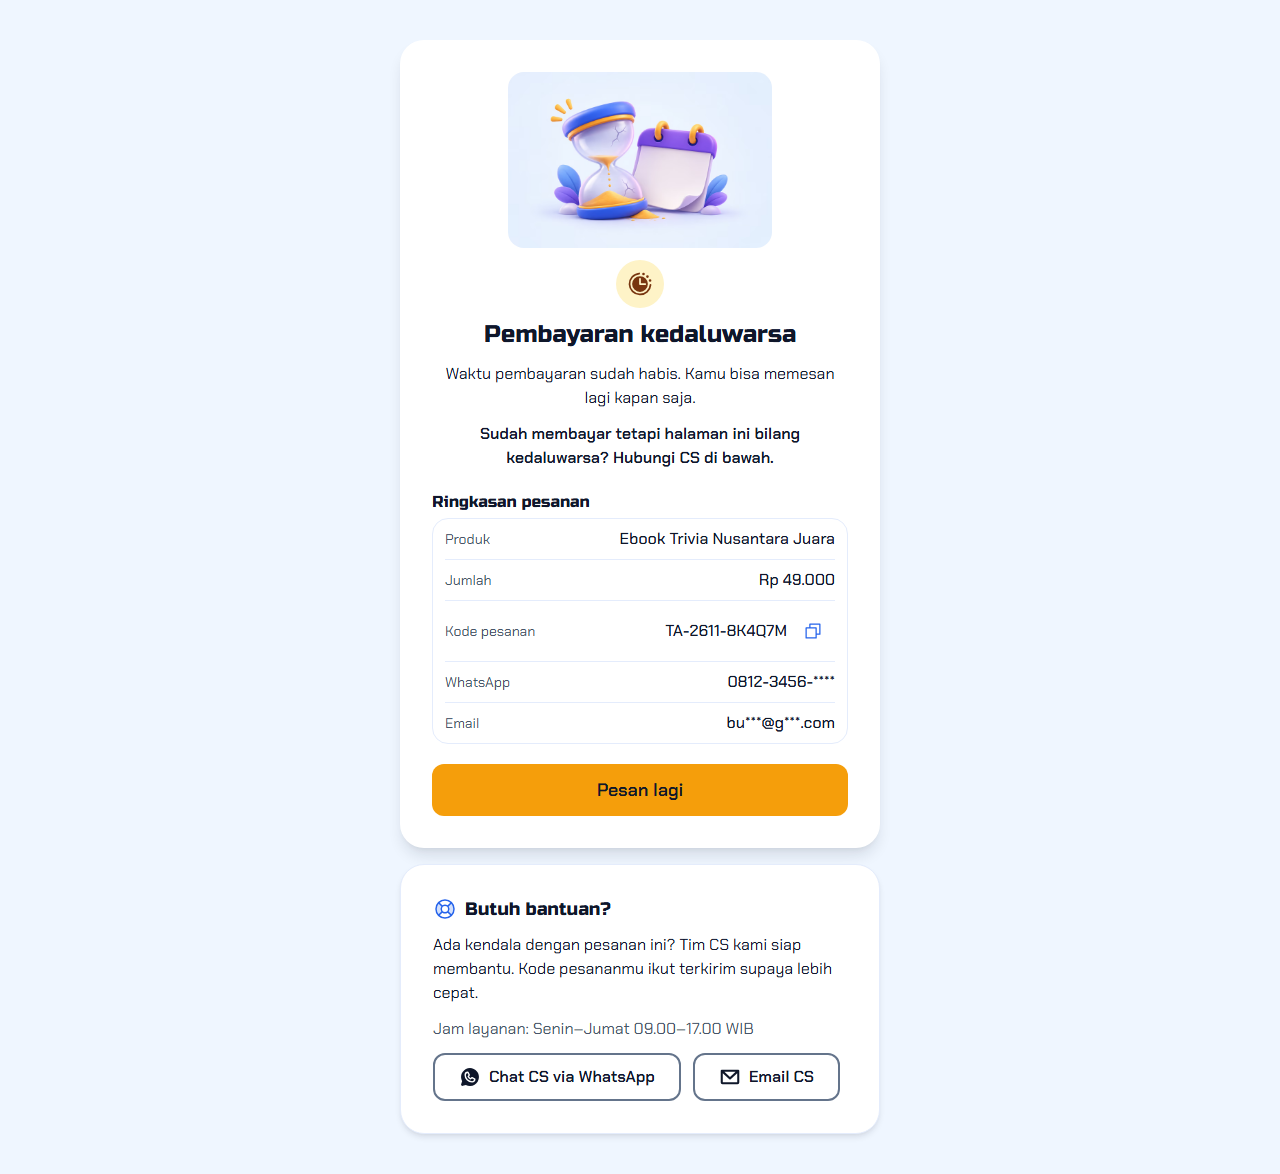 Pembayaran kedaluwarsa
Waktu pembayaran sudah habis. Kamu bisa memesan
lagi kapan saja.
Sudah membayar tetapi halaman ini bilang
kedaluwarsa? Hubungi CS di bawah.
Ringkasan pesanan
Produk Ebook Trivia Nusantara Juara
Jumlah Rp 49.000
Kode pesanan TA-2611-8K4Q7M
WhatsApp 0812-3456-****
Email bu***@g***.com
Pesan lagi
Butuh bantuan?
Ada kendala dengan pesanan ini? Tim CS kami siap
membantu. Kode pesananmu ikut terkirim supaya lebih
cepat.
Jam layanan: Senin–Jumat 09.00–17.00 WIB
Chat CS via WhatsApp Email CS